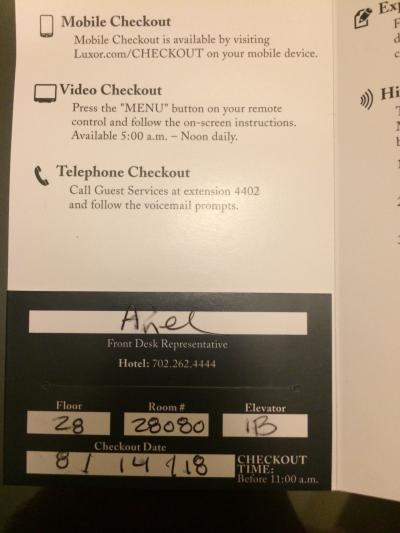 Mobile Checkout
Mobile Checkout is available by visiting
Luxor.com/CHECKOUT on your mobile device.
Video Checkout
Press the "MENU" button on your remote
control and follow the on-screen instructions.
Available 5:00 a.m. – Noon daily.
Telephone Checkout
Call Guest Services at extension 4402
and follow the voicemail prompts.
Front Desk Representative
Hotel: 702.262.4444
Floor Room # Elevator
28 28080 1B
Checkout Date
8 / 14 / 18
CHECKOUT
TIME:
Before 11:00 a.m.
Ex
Hi